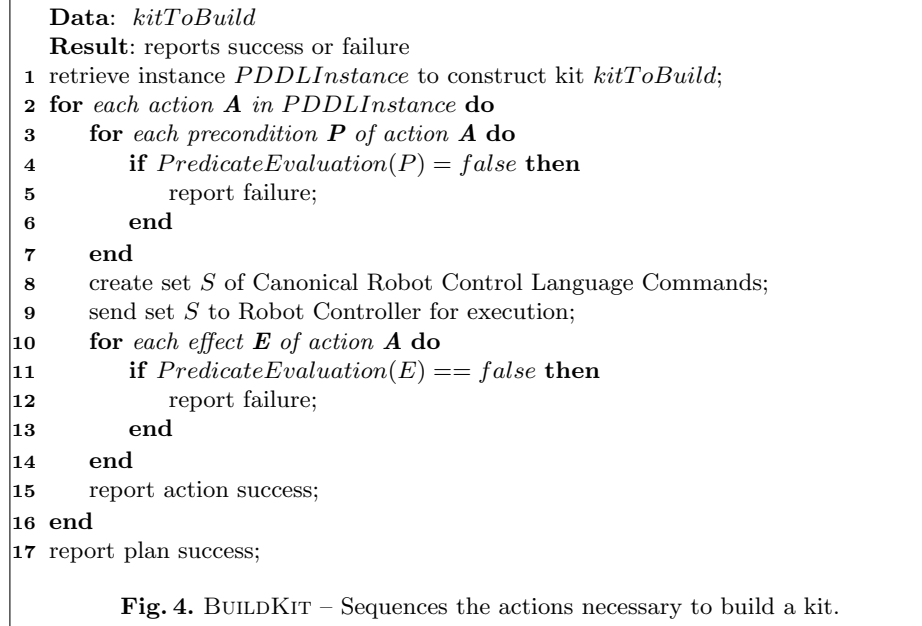 Data: kitToBuild
Result: reports success or failure
1 retrieve instance PDDLInstance to construct kit kitToBuild;
2 for each action A in PDDLInstance do
3 for each precondition P of action A do
4 if PredicateEvaluation(P) = false then
5 report failure;
6 end
7 end
8 create set S of Canonical Robot Control Language Commands;
9 send set S to Robot Controller for execution;
10 for each effect E of action A do
11 if PredicateEvaluation(E) == false then
12 report failure;
13 end
14 end
15 report action success;
16 end
17 report plan success;
Fig. 4. BUILDKIT – Sequences the actions necessary to build a kit.